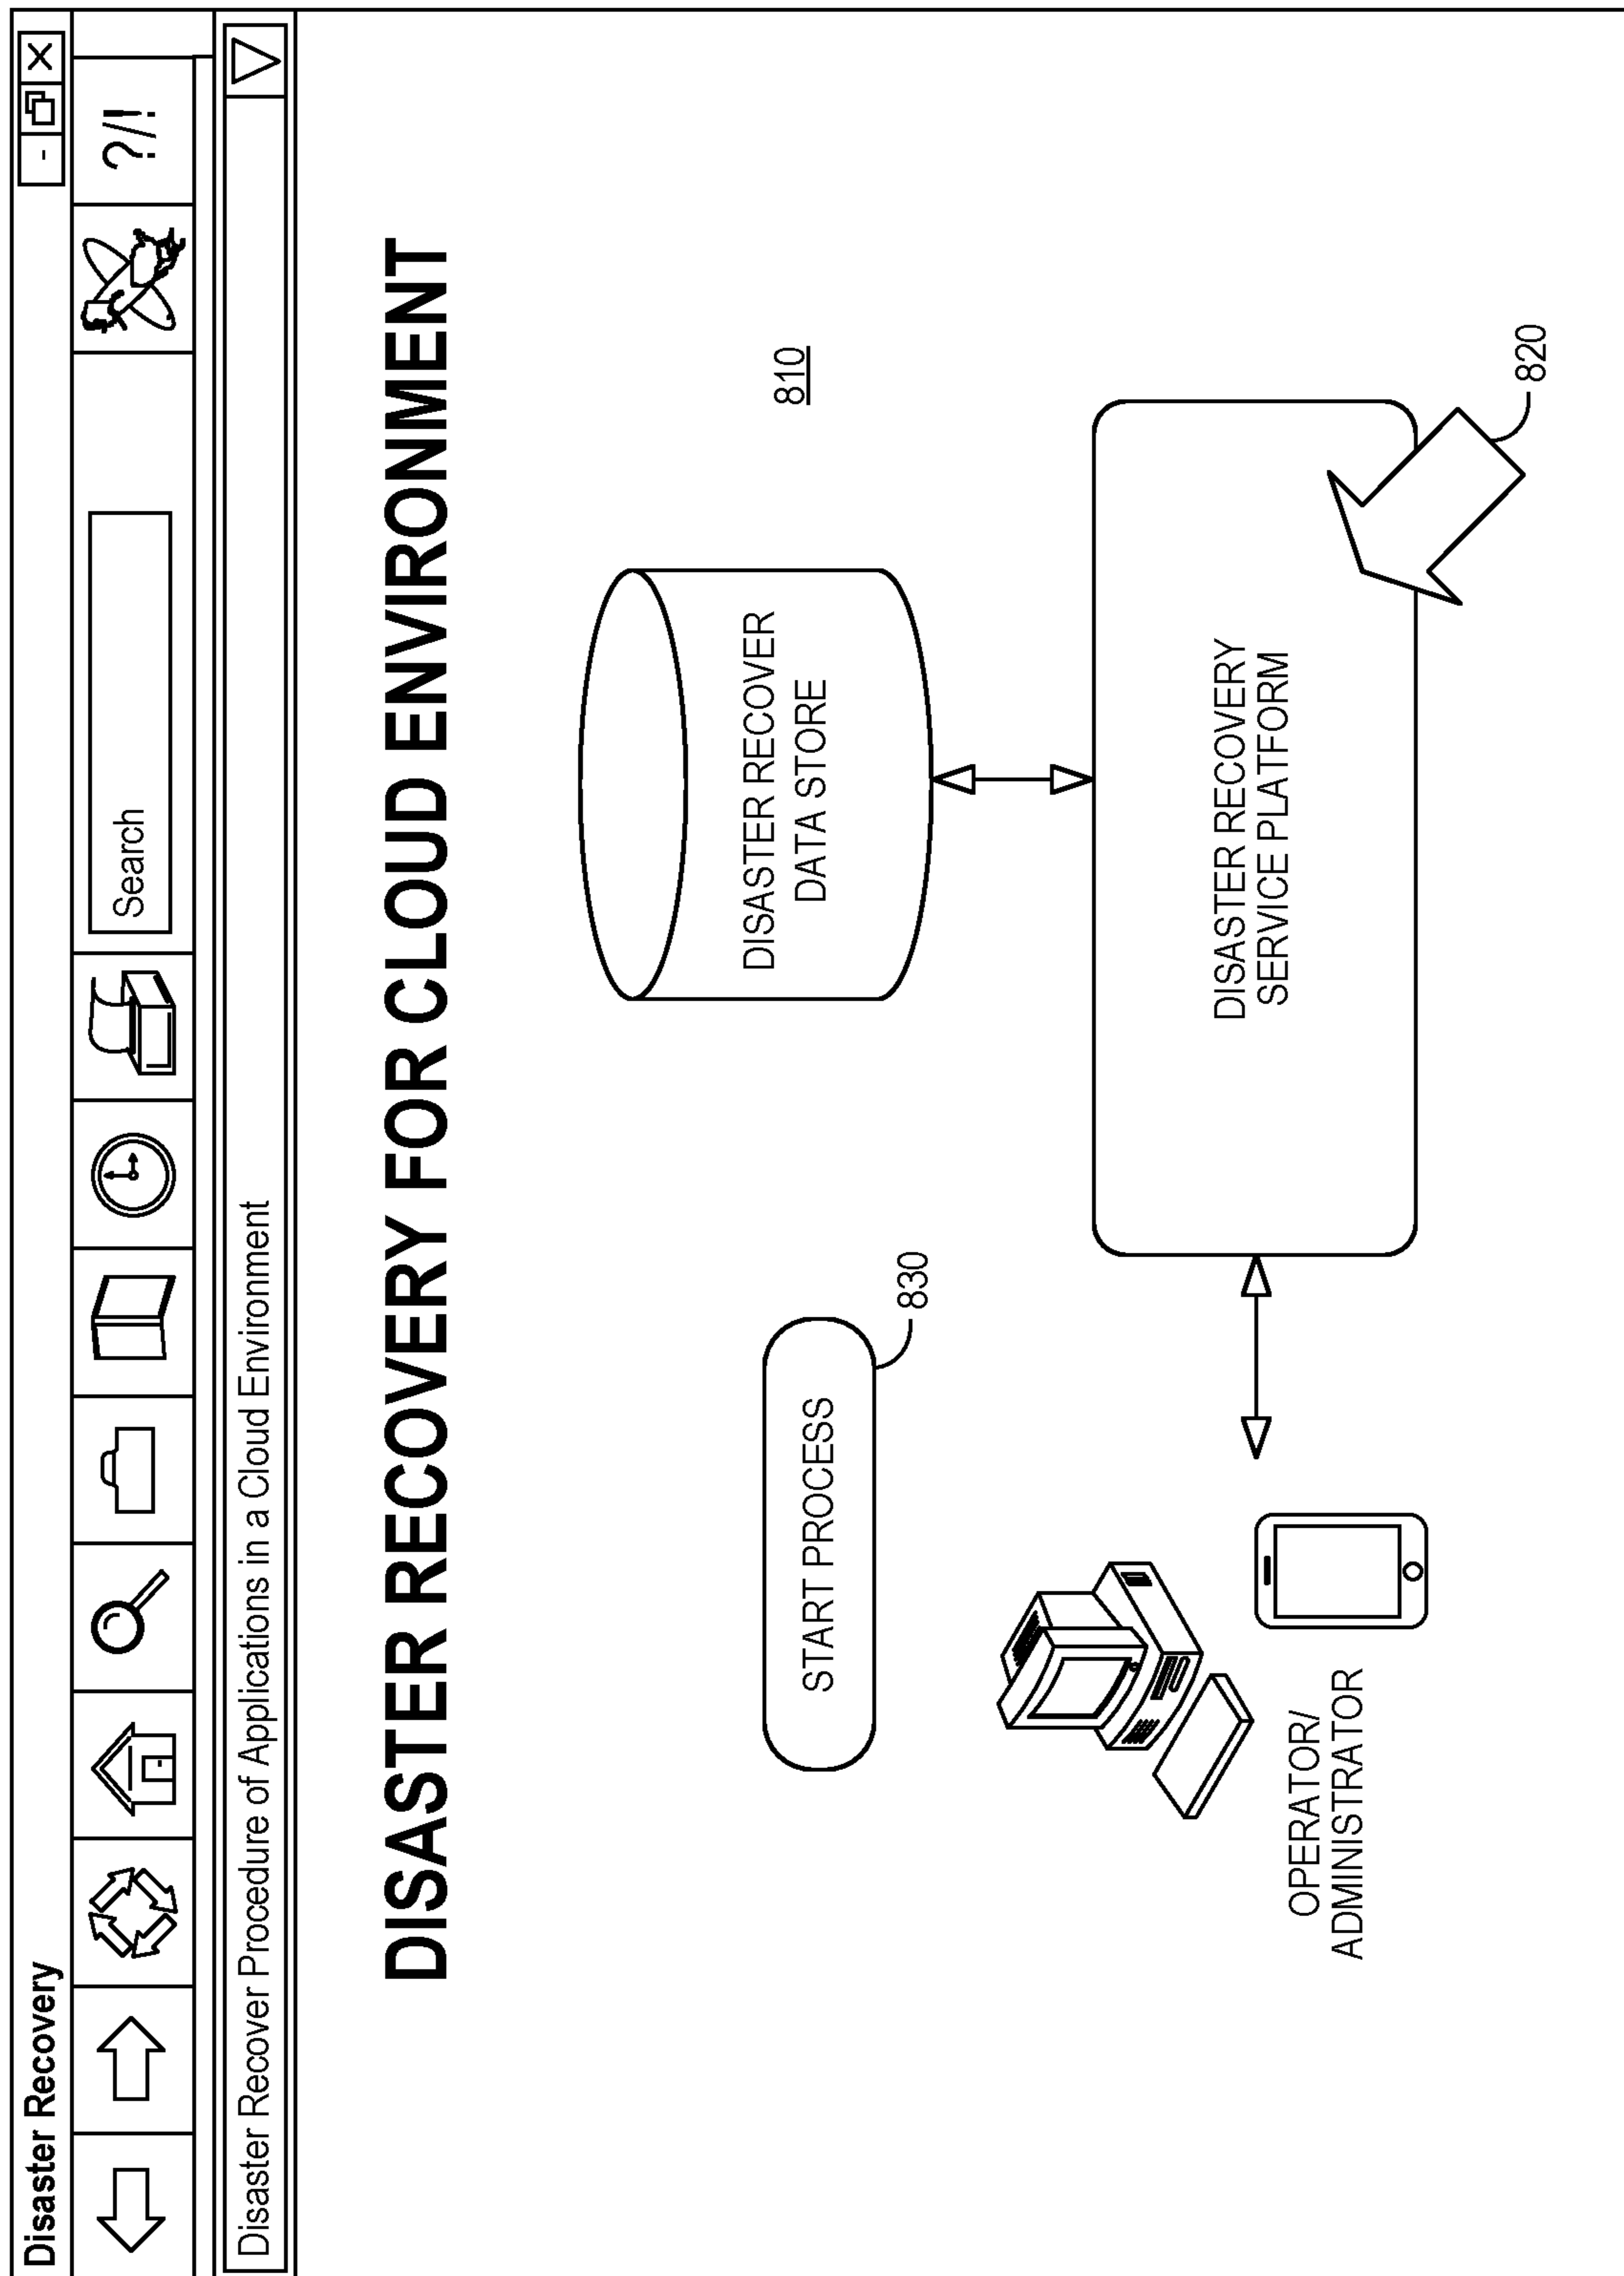 Disaster Recovery
-
X
Search
?/!
Disaster Recover Procedure of Applications in a Cloud Environment
DISASTER RECOVERY FOR CLOUD ENVIRONMENT
810
DISASTER RECOVER
DATA STORE
START PROCESS
830
DISASTER RECOVERY
SERVICE PLATFORM
OPERATOR/
ADMINISTRATOR
820